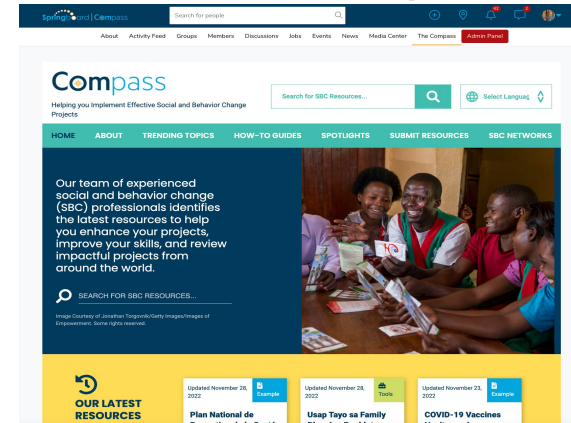 Springboard | Compass
Search for people
42
2
About Activity Feed Groups Members Discussions Jobs Events News Media Center The Compass Admin Panel
Compass
Helping you Implement Effective Social and Behavior Change
Projects
Search for SBC Resources...
Select Languag
HOME ABOUT TRENDING TOPICS HOW-TO GUIDES SPOTLIGHTS SUBMIT RESOURCES SBC NETWORKS
Our team of experienced
social and behavior change
(SBC) professionals identifies
the latest resources to help
you enhance your projects,
improve your skills, and review
impactful projects from
around the world.
SEARCH FOR SBC RESOURCES...
Image Courtesy of Jonathan Torgovnik/Getty Images/Images of
Empowerment. Some rights reserved.
OUR LATEST
RESOURCES
Updated November 28,
2022
Example
Plan National de
Updated November 28,
2022
Tools
Usap Tayo sa Family
Updated November 23,
2022
Example
COVID-19 Vaccines